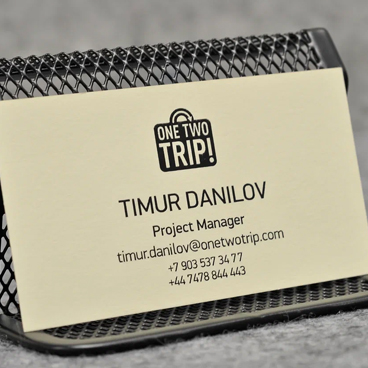 ONE TWO
TRIP!
TIMUR DANILOV
Project Manager
timur.danilov@onetwotrip.com
+7 903 537 34 77
+44 7478 844 443